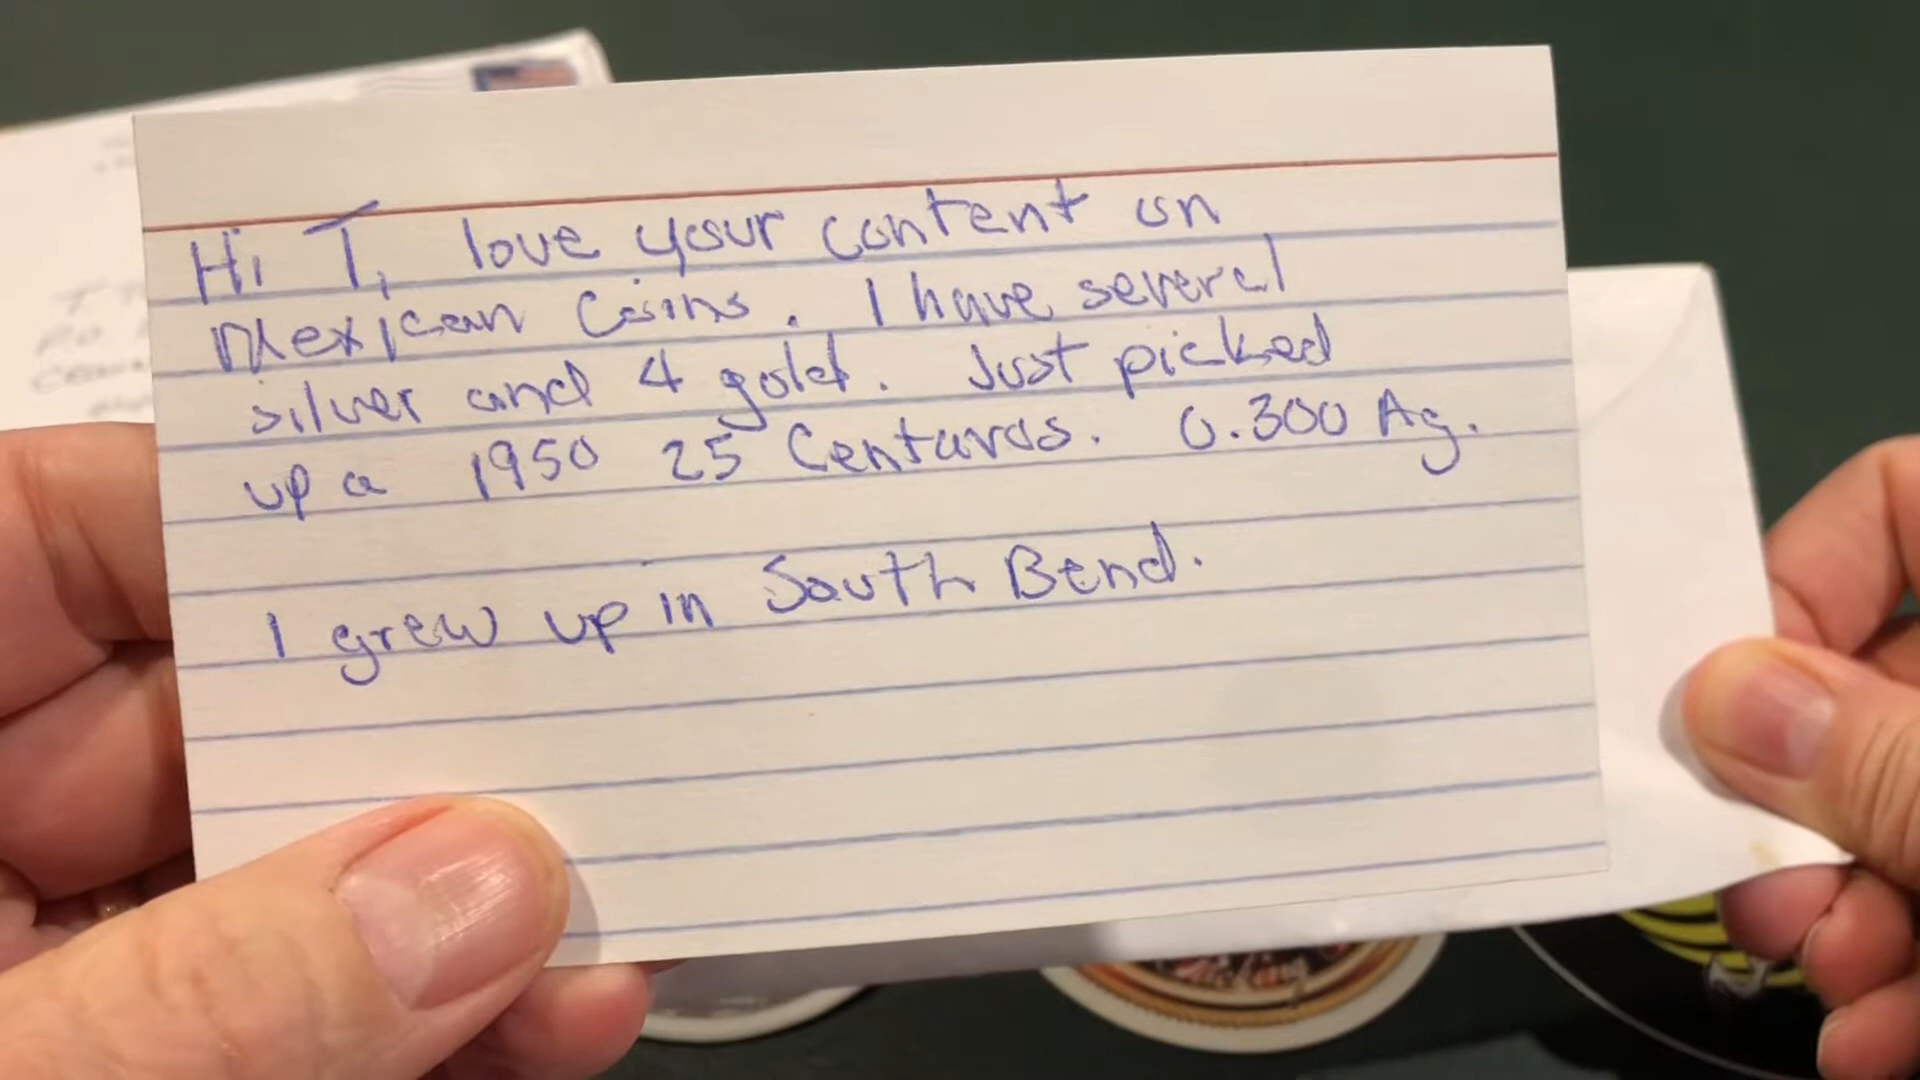 Hi T, love your content on
Mexican Coins. I have several
silver and 4 gold. Just picked
up a 1950 25 Centavos. 0.300 Ag.
I grew up in South Bend.